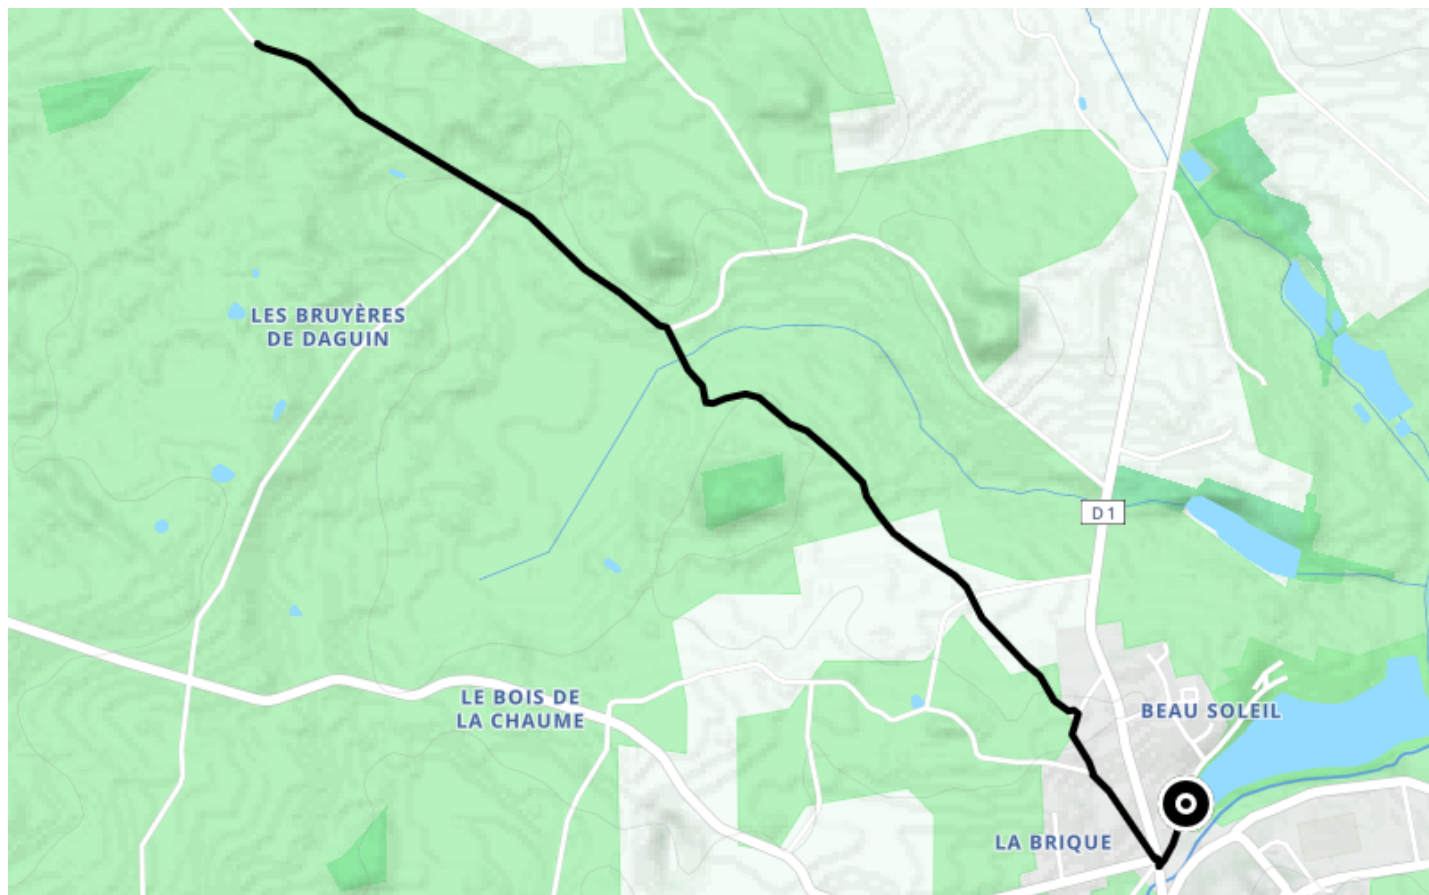 LES BRUYÈRES
DE DAGUIN
D 1
LE BOIS DE
LA CHAUME
BEAU SOLEIL
LA BRIQUE